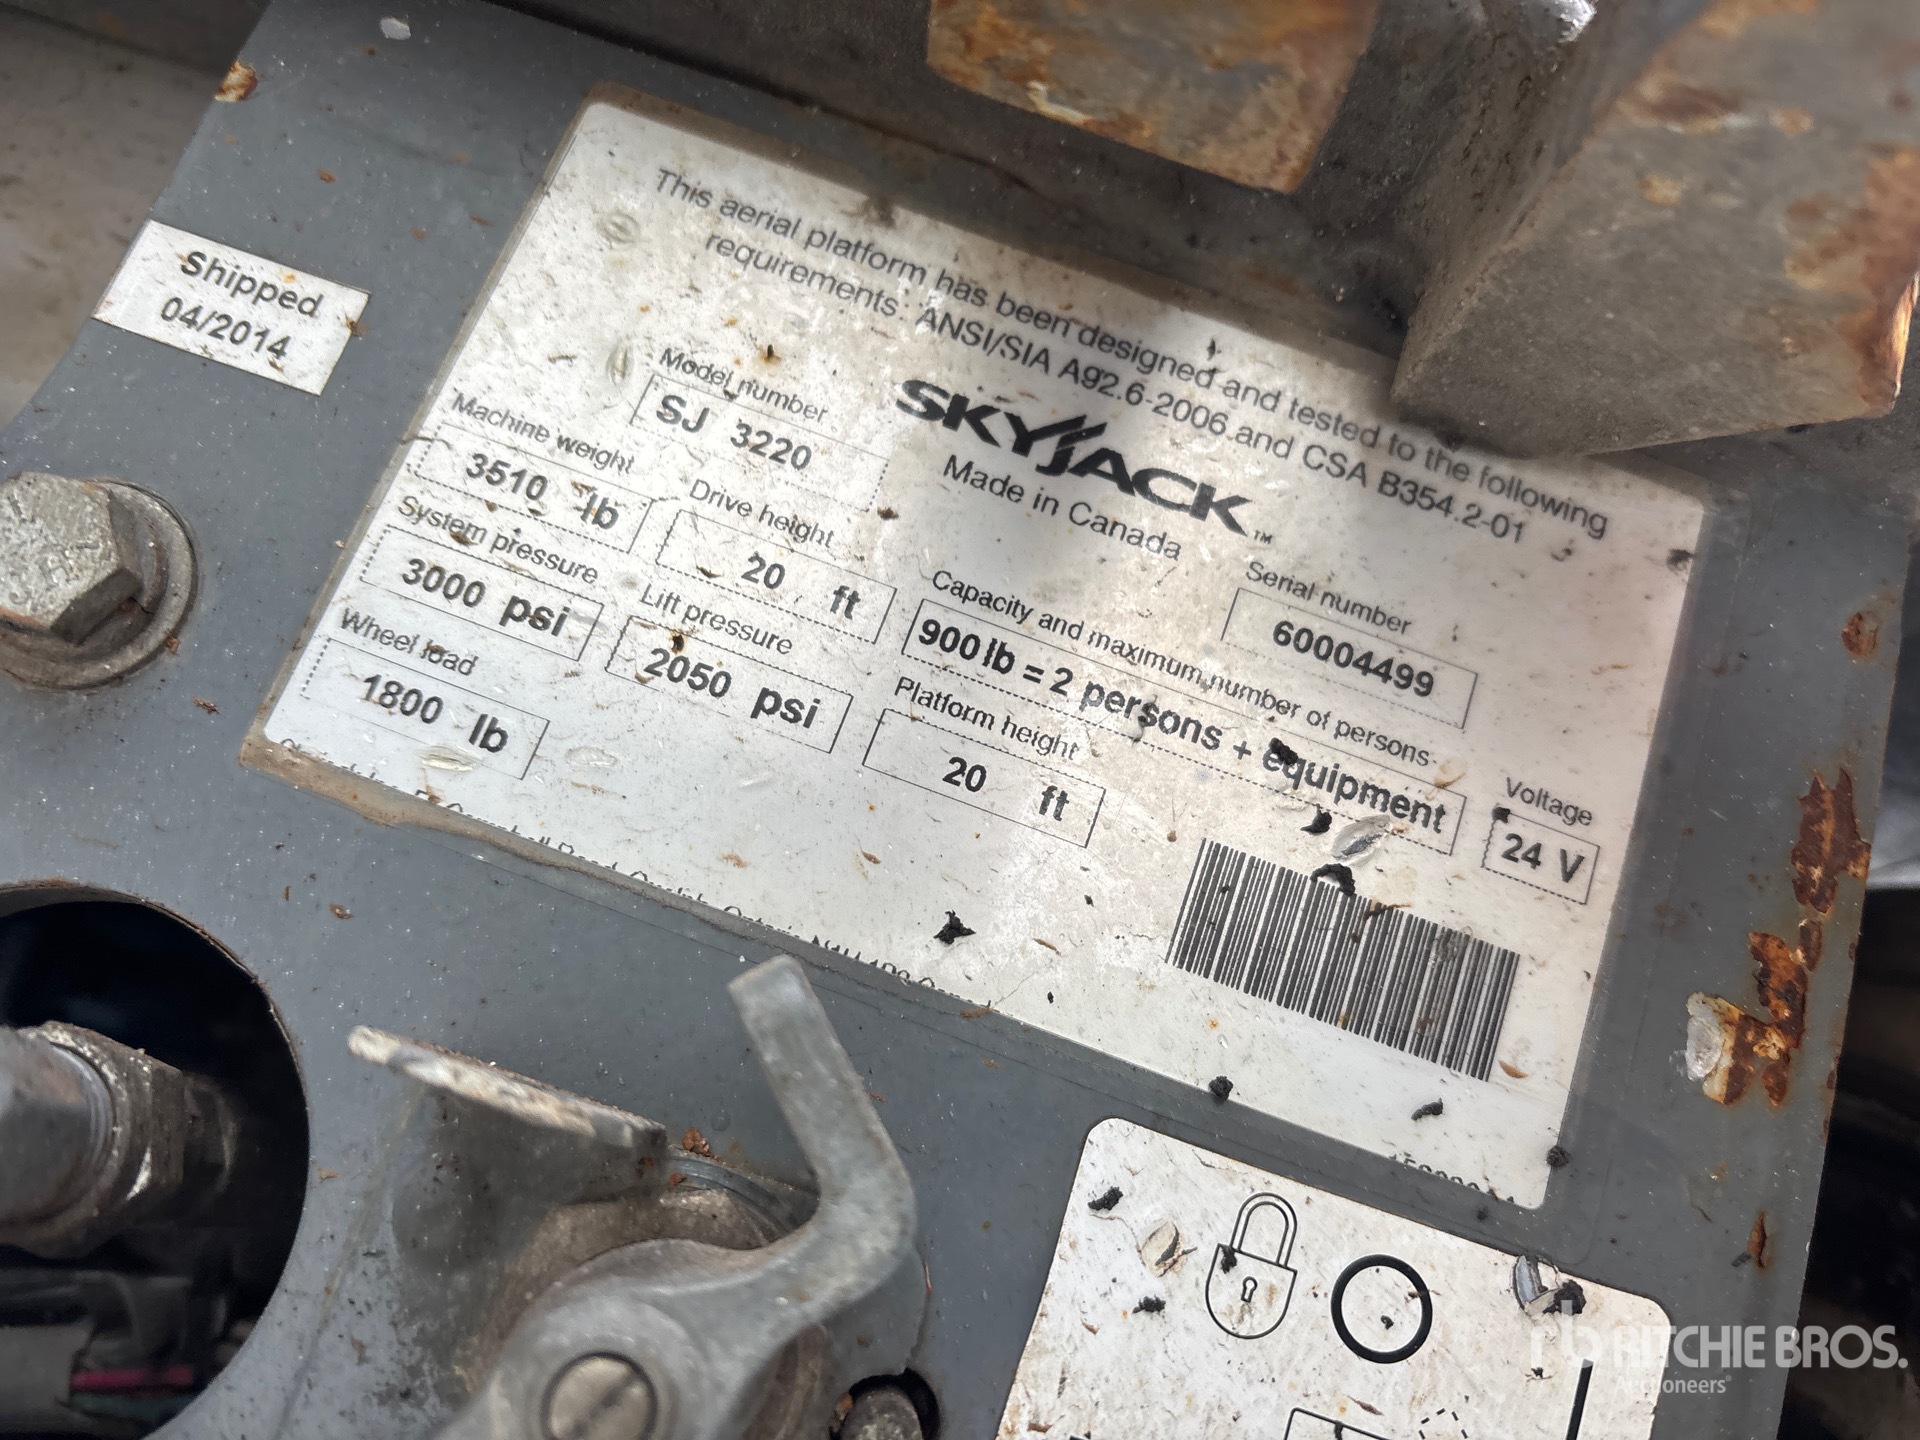 Shipped
04/2014
This aerial platform has been designed and tested to the following
requirements: ANSI/SIA A92.6-2006 and CSA B354.2-01
SKYJACK™
Made in Canada
Model number
SJ 3220
Serial number
60004499
Machine weight
3510 lb
Drive height
20 ft
Capacity and maximum number of persons
900 lb = 2 persons + equipment
System pressure
3000 psi
Lift pressure
2050 psi
Platform height
20 ft
Voltage
24 V
Wheel load
1800 lb
RITCHIE BROS.
Auctioneers